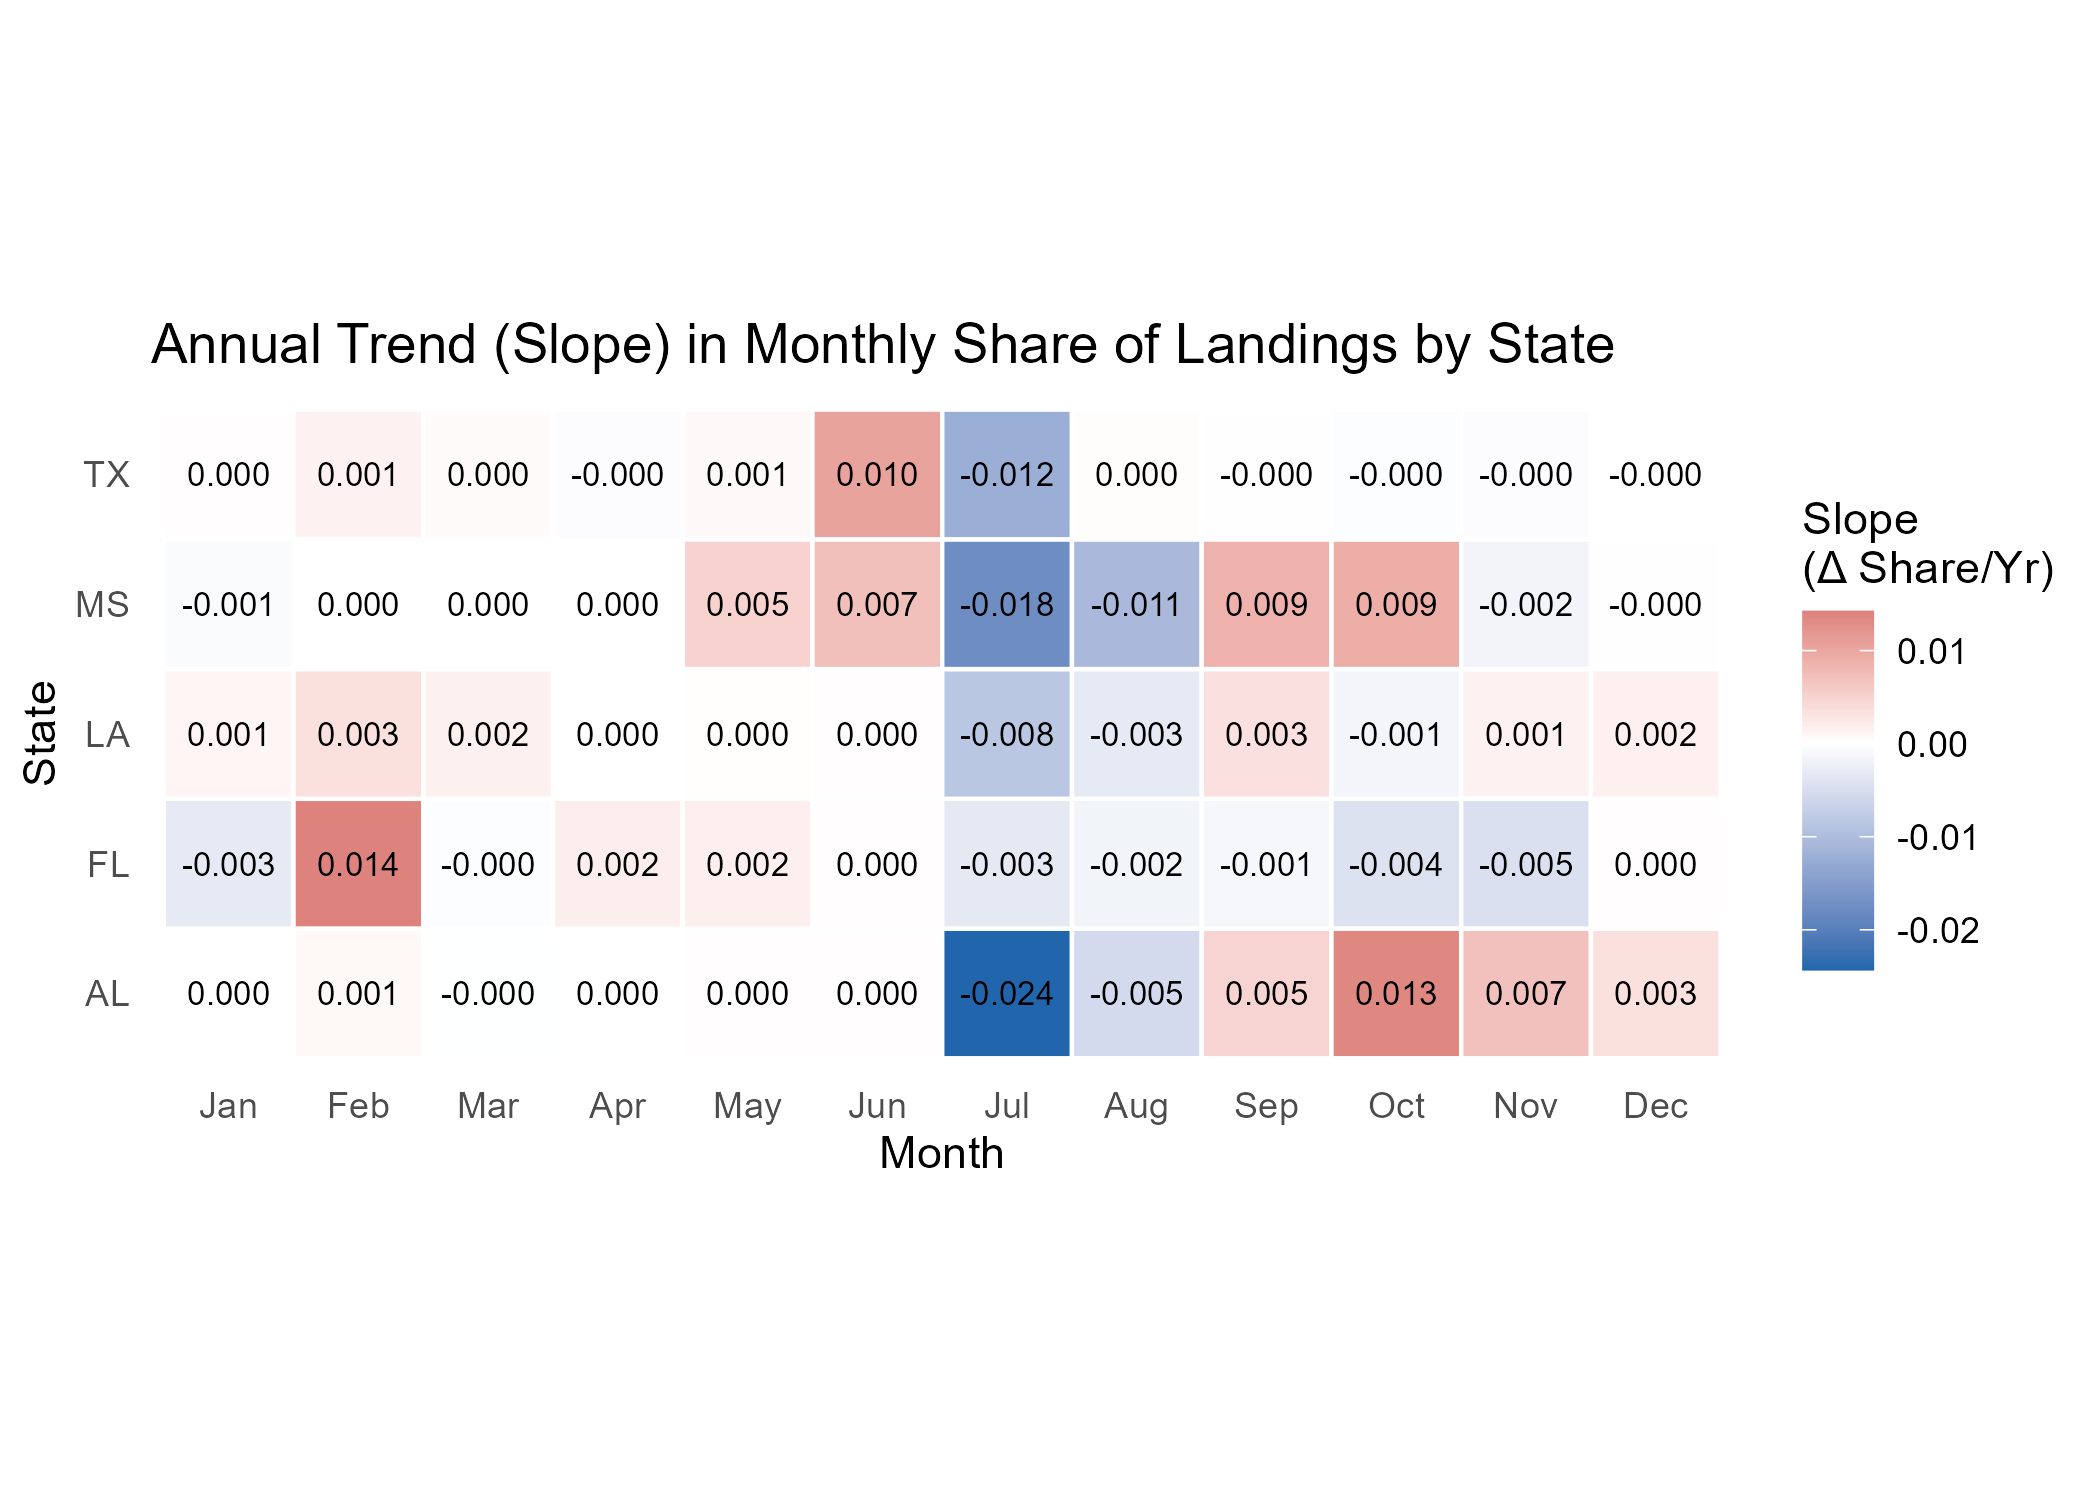 Annual Trend (Slope) in Monthly Share of Landings by State
State
TX 0.000 0.001 0.000 -0.000 0.001 0.010 -0.012 0.000 -0.000 -0.000 -0.000 -0.000
MS -0.001 0.000 0.000 0.000 0.005 0.007 -0.018 -0.011 0.009 0.009 -0.002 -0.000
LA 0.001 0.003 0.002 0.000 0.000 0.000 -0.008 -0.003 0.003 -0.001 0.001 0.002
FL -0.003 0.014 -0.000 0.002 0.002 0.000 -0.003 -0.002 -0.001 -0.004 -0.005 0.000
AL 0.000 0.001 -0.000 0.000 0.000 0.000 -0.024 -0.005 0.005 0.013 0.007 0.003
Jan Feb Mar Apr May Jun Jul Aug Sep Oct Nov Dec
Month
Slope
(Δ Share/Yr)
0.01
0.00
-0.01
-0.02